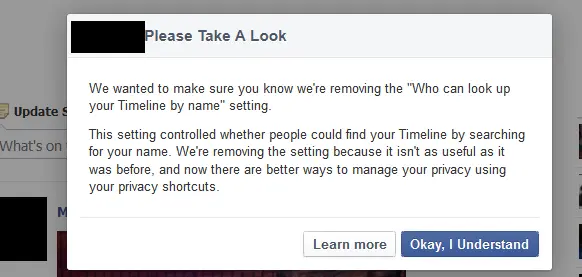 Please Take A Look
We wanted to make sure you know we're removing the "Who can look up
your Timeline by name" setting.
Update S
This setting controlled whether people could find your Timeline by searching
What's on
for your name. We're removing the setting because it isn't as useful as it
was before, and now there are better ways to manage your privacy using
your privacy shortcuts.
M
Learn more
Okay, I Understand